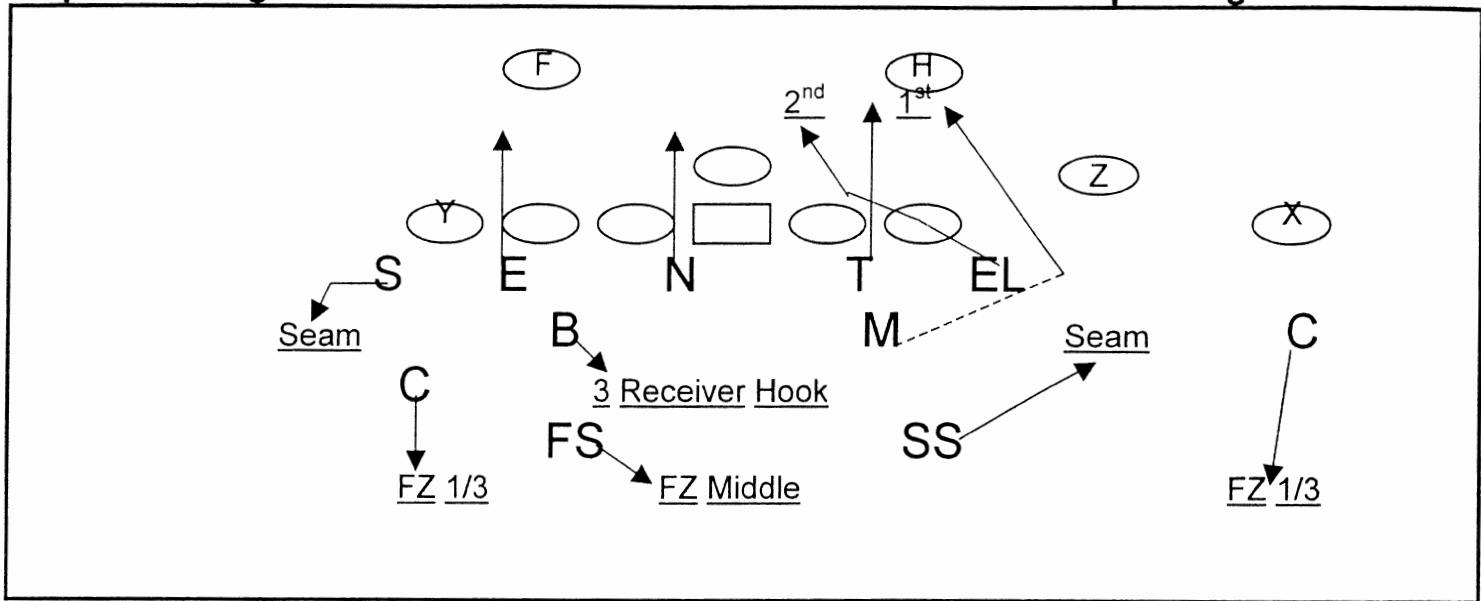 F H
2nd 1st
Z
Y X
S E N T EL
Seam B M Seam C
C 3 Receiver Hook
FS SS
FZ 1/3 FZ Middle FZ 1/3